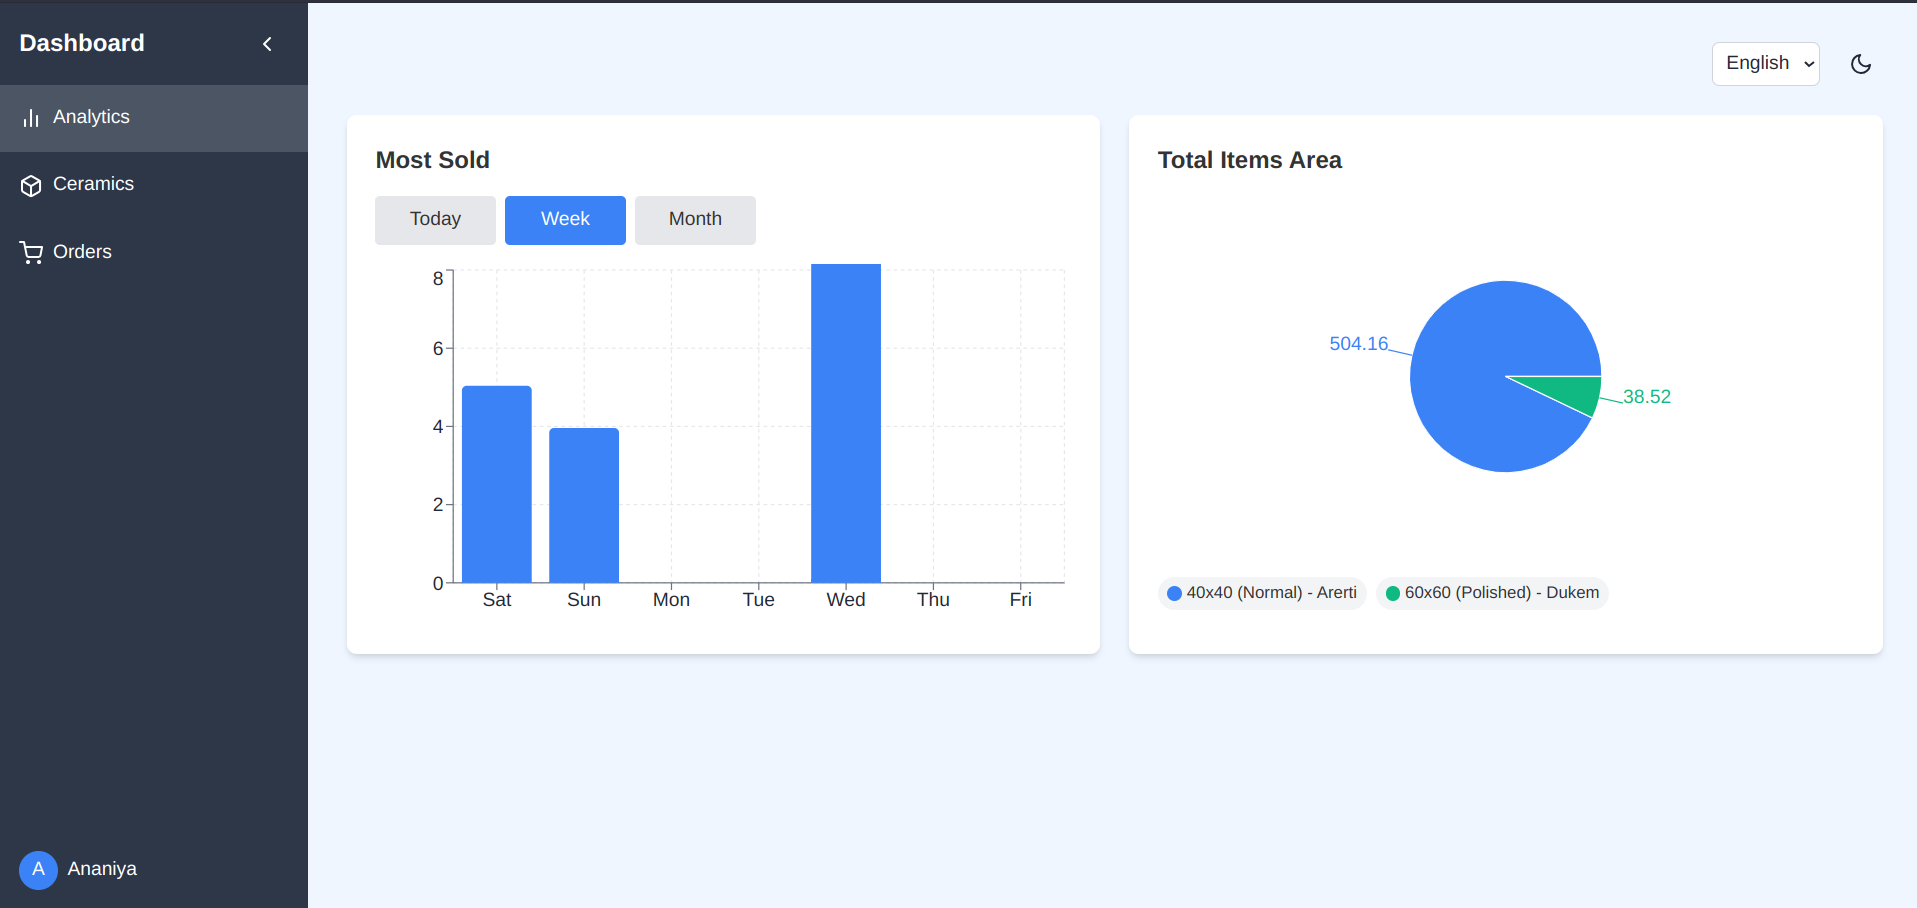 Dashboard
English
Analytics
Ceramics
Orders
Most Sold
Today Week Month
8
6
4
2
0
Sat Sun Mon Tue Wed Thu Fri
Total Items Area
504.16
38.52
40x40 (Normal) - Arerti 60x60 (Polished) - Dukem
A Ananiya